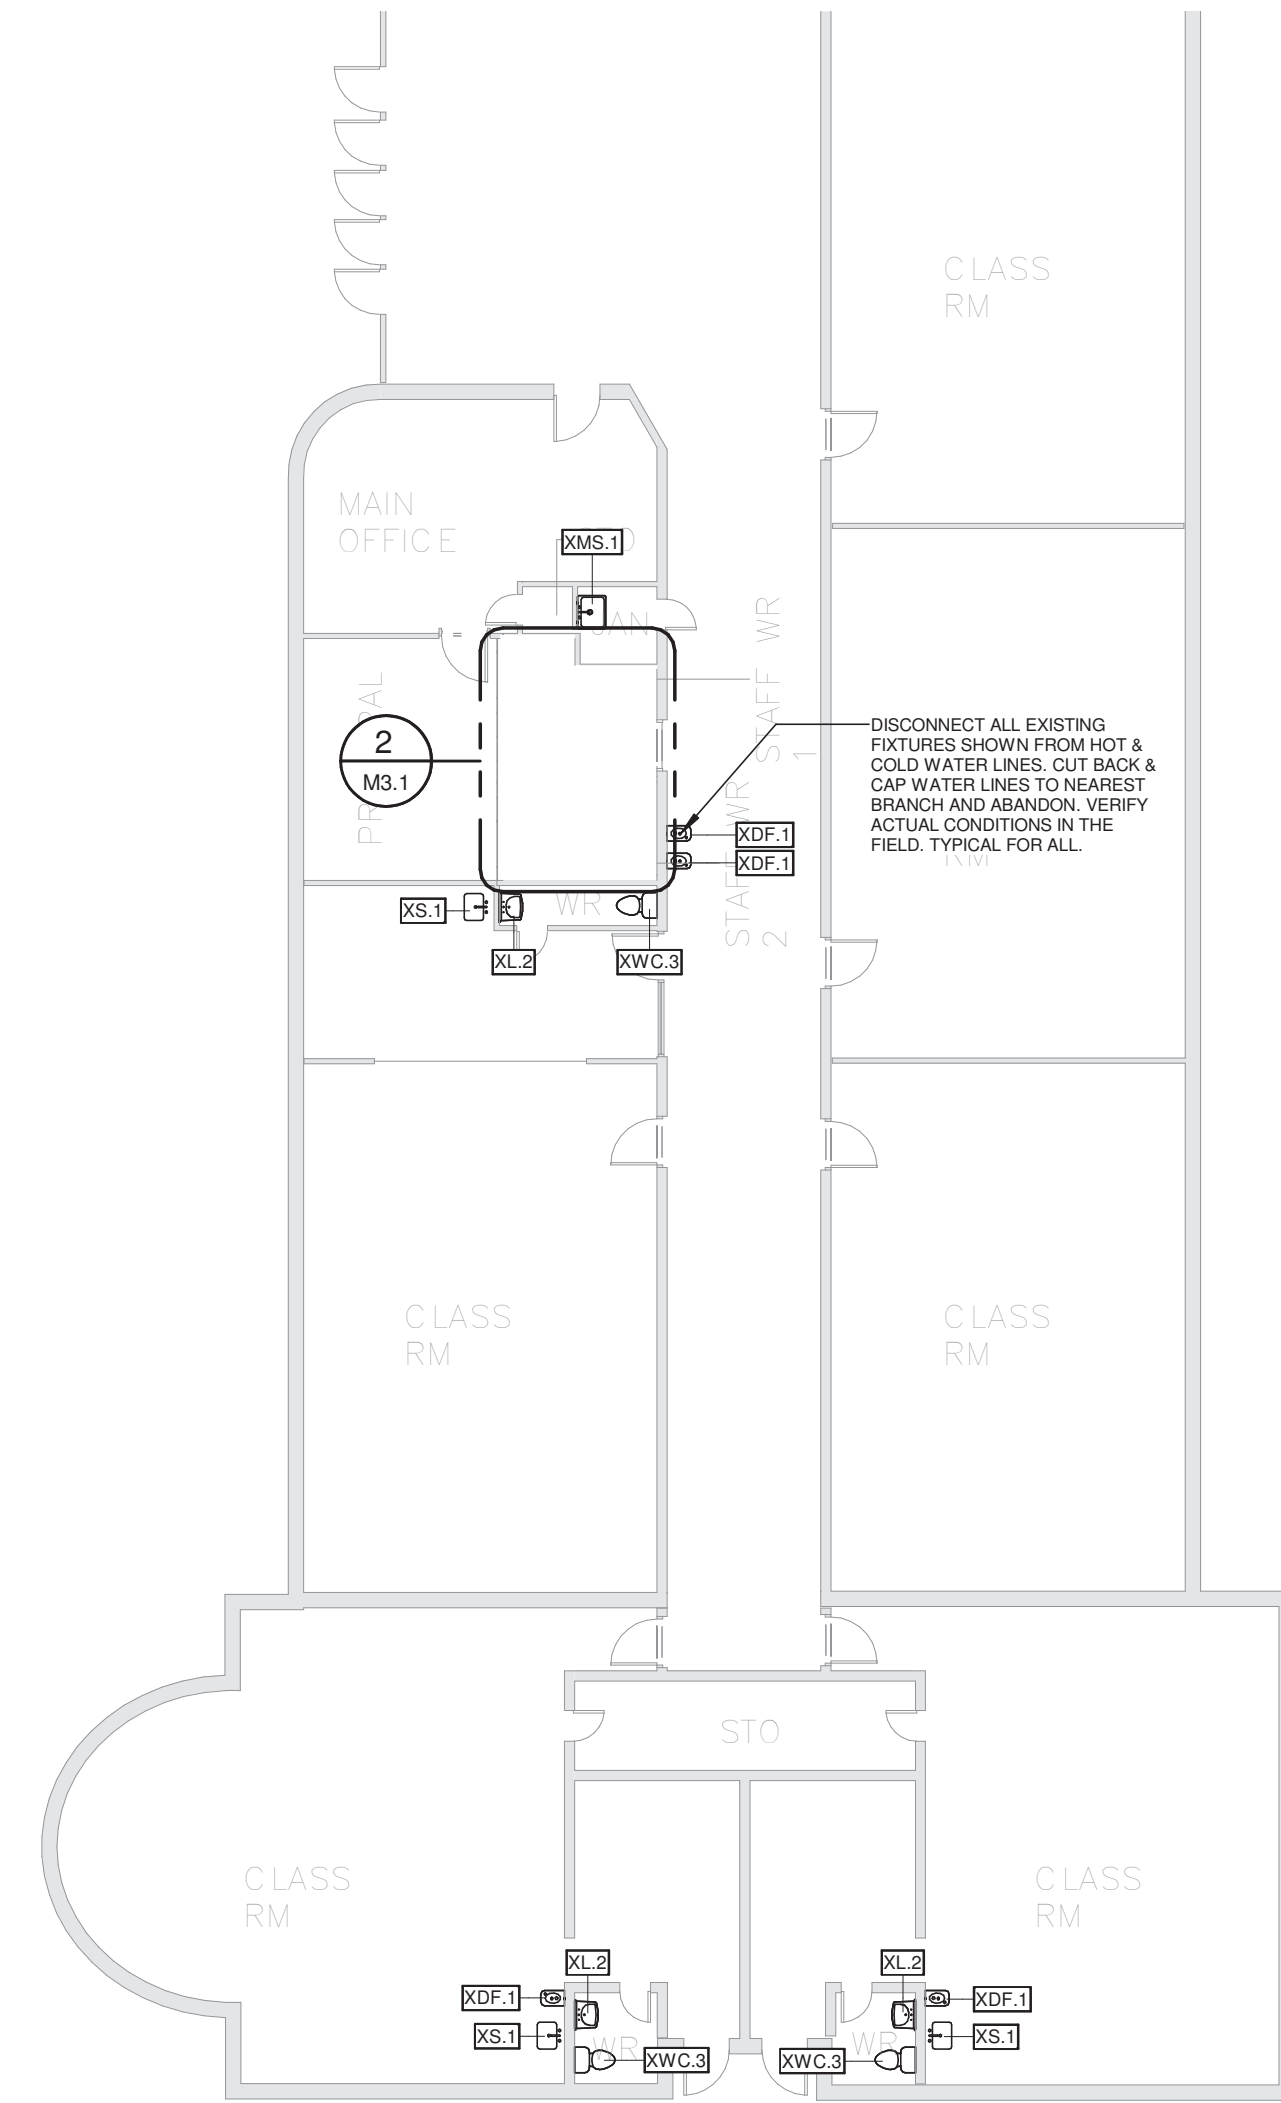 CLASS
RM
MAIN
OFFICE
XMS.1
JAN
STAFF WR
1
PR
AL
2
M3.1
DISCONNECT ALL EXISTING
FIXTURES SHOWN FROM HOT &
COLD WATER LINES. CUT BACK &
CAP WATER LINES TO NEAREST
BRANCH AND ABANDON. VERIFY
ACTUAL CONDITIONS IN THE
FIELD. TYPICAL FOR ALL.
RM
XDF.1
XDF.1
STAFF WR
2
XS.1
WR
XL.2
XWC.3
CLASS
RM
CLASS
RM
STO
CLASS
RM
CLASS
RM
XL.2
XL.2
XDF.1
XDF.1
XS.1
XS.1
WR
WR
XWC.3
XWC.3